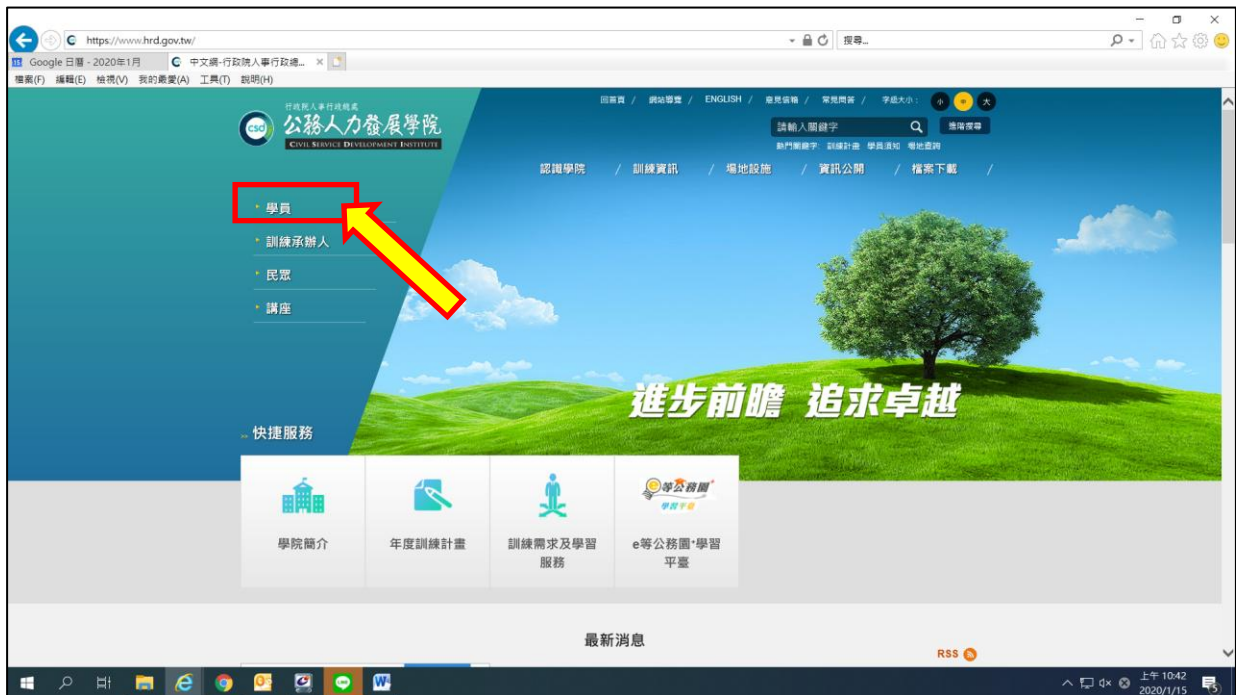 https://www.hrd.gov.tw/
搜尋...
Google 日曆 - 2020年1月
中文網-行政院人事行政總...
檔案(F) 編輯(E) 檢視(V) 我的最愛(A) 工具(T) 說明(H)
回首頁 / 網站導覽 / ENGLISH / 意見信箱 / 常見問答 / 字級大小: 小 中 大
行政院人事行政總處
csdi 公務人力發展學院
CIVIL SERVICE DEVELOPMENT INSTITUTE
請輸入關鍵字 進階搜尋
熱門關鍵字: 訓練計畫 學員須知 場地查詢
認識學院 / 訓練資訊 / 場地設施 / 資訊公開 / 檔案下載 /
學員
訓練承辦人
民眾
講座
進步前瞻 追求卓越
快捷服務
e等公務園+
學習平臺
學院簡介
年度訓練計畫
訓練需求及學習
服務
e等公務園+學習
平臺
最新消息
RSS
上午 10:42
2020/1/15